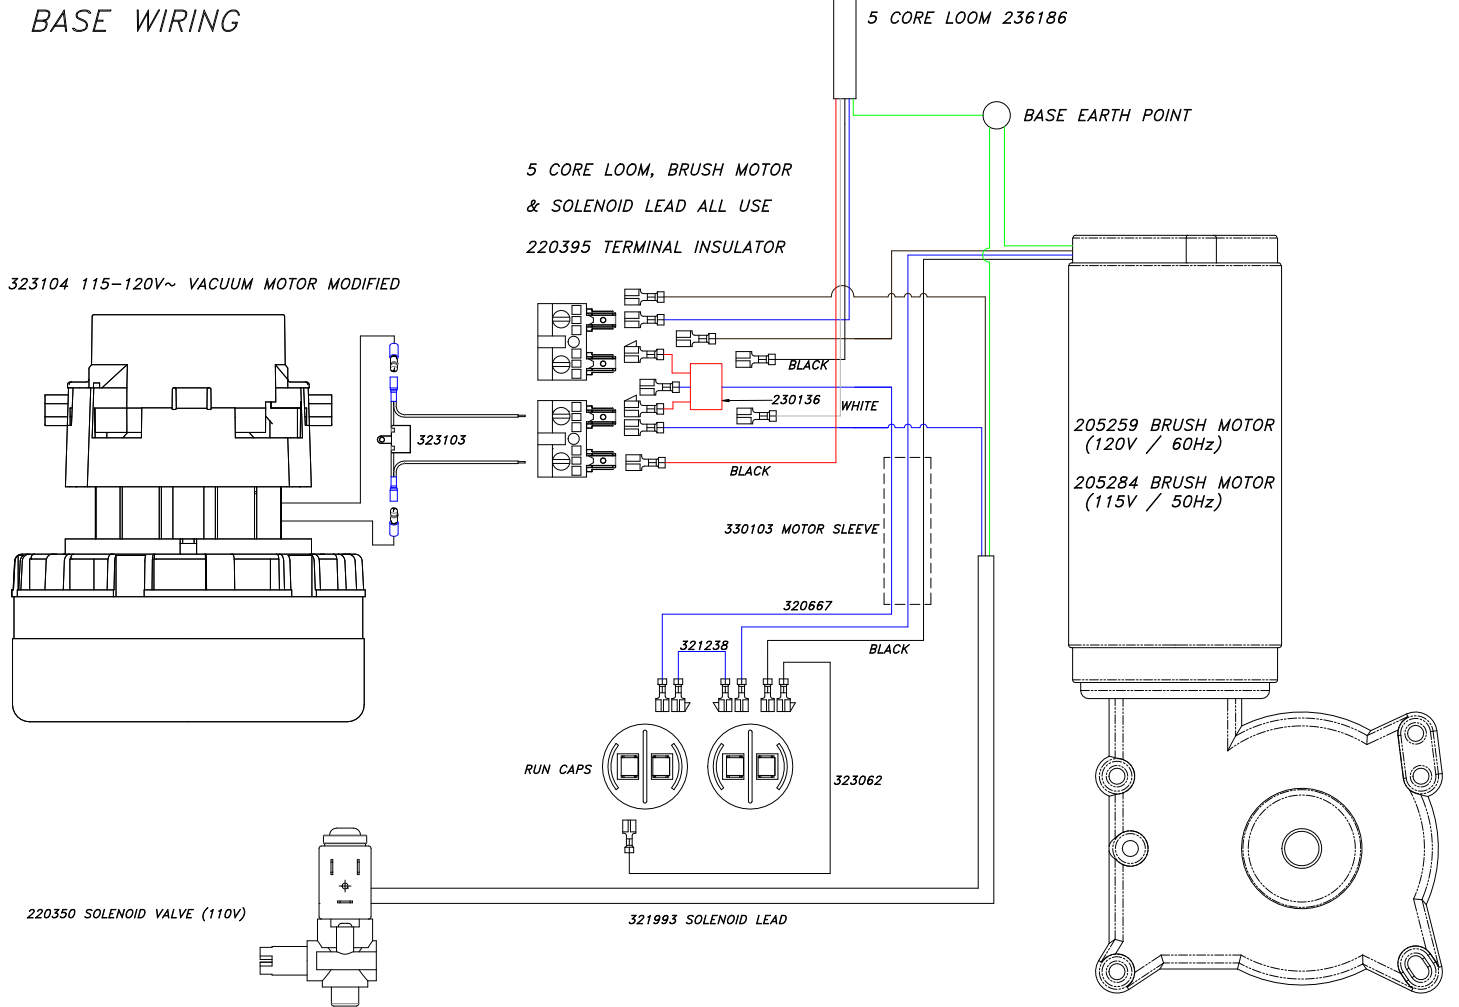 BASE WIRING
5 CORE LOOM 236186
BASE EARTH POINT
5 CORE LOOM, BRUSH MOTOR
& SOLENOID LEAD ALL USE
220395 TERMINAL INSULATOR
323104 115-120V~ VACUUM MOTOR MODIFIED
BLACK
230136
WHITE
323103
BLACK
205259 BRUSH MOTOR
(120V / 60Hz)
205284 BRUSH MOTOR
(115V / 50Hz)
330103 MOTOR SLEEVE
320667
321238
BLACK
RUN CAPS
323062
220350 SOLENOID VALVE (110V)
321993 SOLENOID LEAD